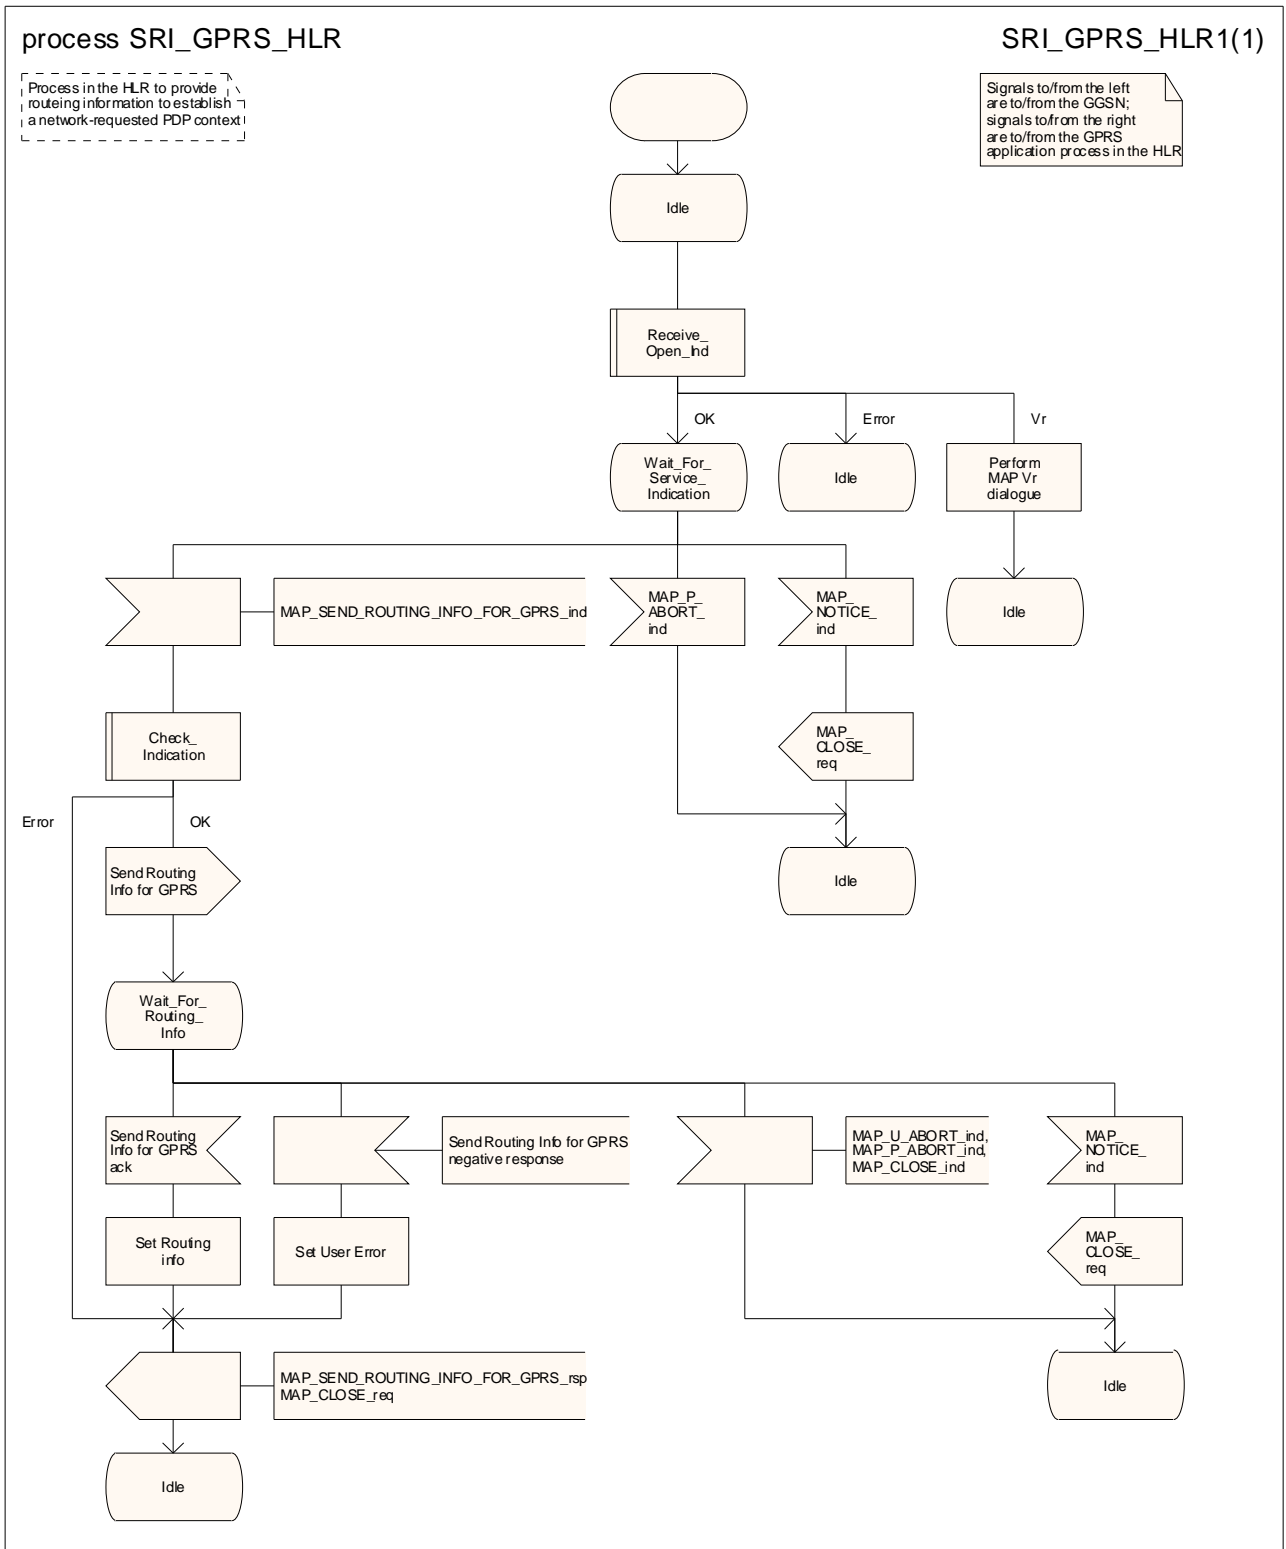 process SRI_GPRS_HLR
SRI_GPRS_HLR1(1)
Process in the HLR to provide
routeing information to establish
a network-requested PDP context
Signals to/from the left
are to/from the GGSN;
signals to/from the right
are to/from the GPRS
application process in the HLR
Idle
Receive_
Open_Ind
OK
Error
Vr
Wait_For_
Service_
Indication
Idle
Perform
MAP Vr
dialogue
MAP_SEND_ROUTING_INFO_FOR_GPRS_ind
MAP_P_
ABORT_
ind
MAP_
NOTICE_
ind
Idle
Check_
Indication
MAP_
CLOSE_
req
Error
OK
Send Routing
Info for GPRS
Idle
Wait_For_
Routing_
Info
Send Routing
Info for GPRS
ack
Send Routing Info for GPRS
negative response
MAP_U_ABORT_ind,
MAP_P_ABORT_ind,
MAP_CLOSE_ind
MAP_
NOTICE_
ind
Set Routing
info
Set User Error
MAP_
CLOSE_
req
MAP_SEND_ROUTING_INFO_FOR_GPRS_rsp
MAP_CLOSE_req
Idle
Idle